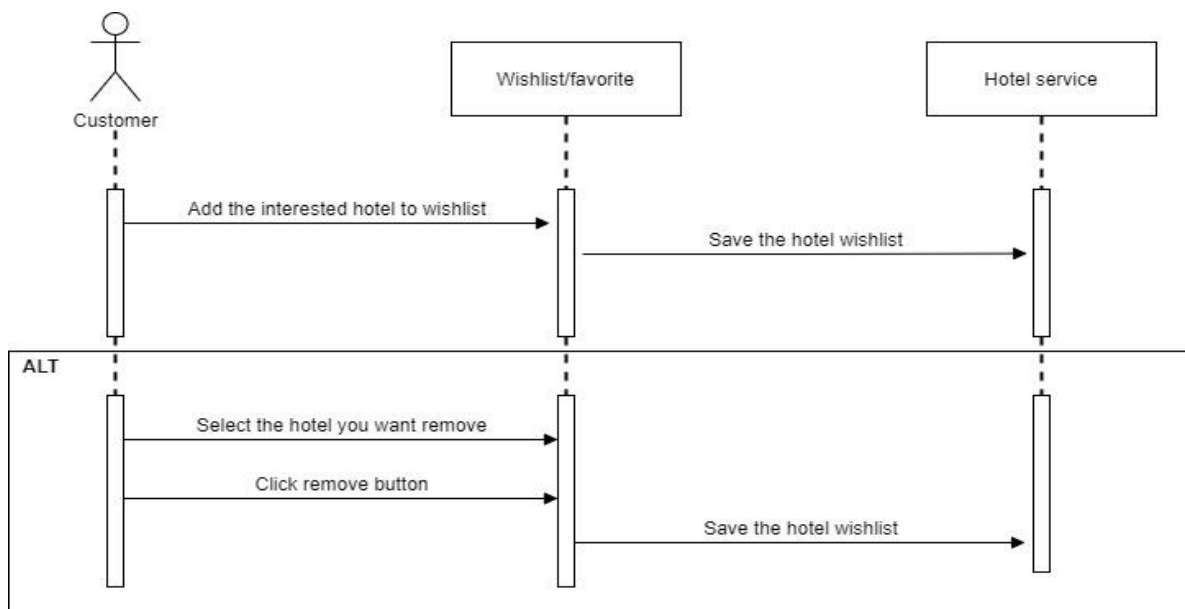 Customer
Wishlist/favorite
Hotel service
Add the interested hotel to wishlist
Save the hotel wishlist
ALT
Select the hotel you want remove
Click remove button
Save the hotel wishlist